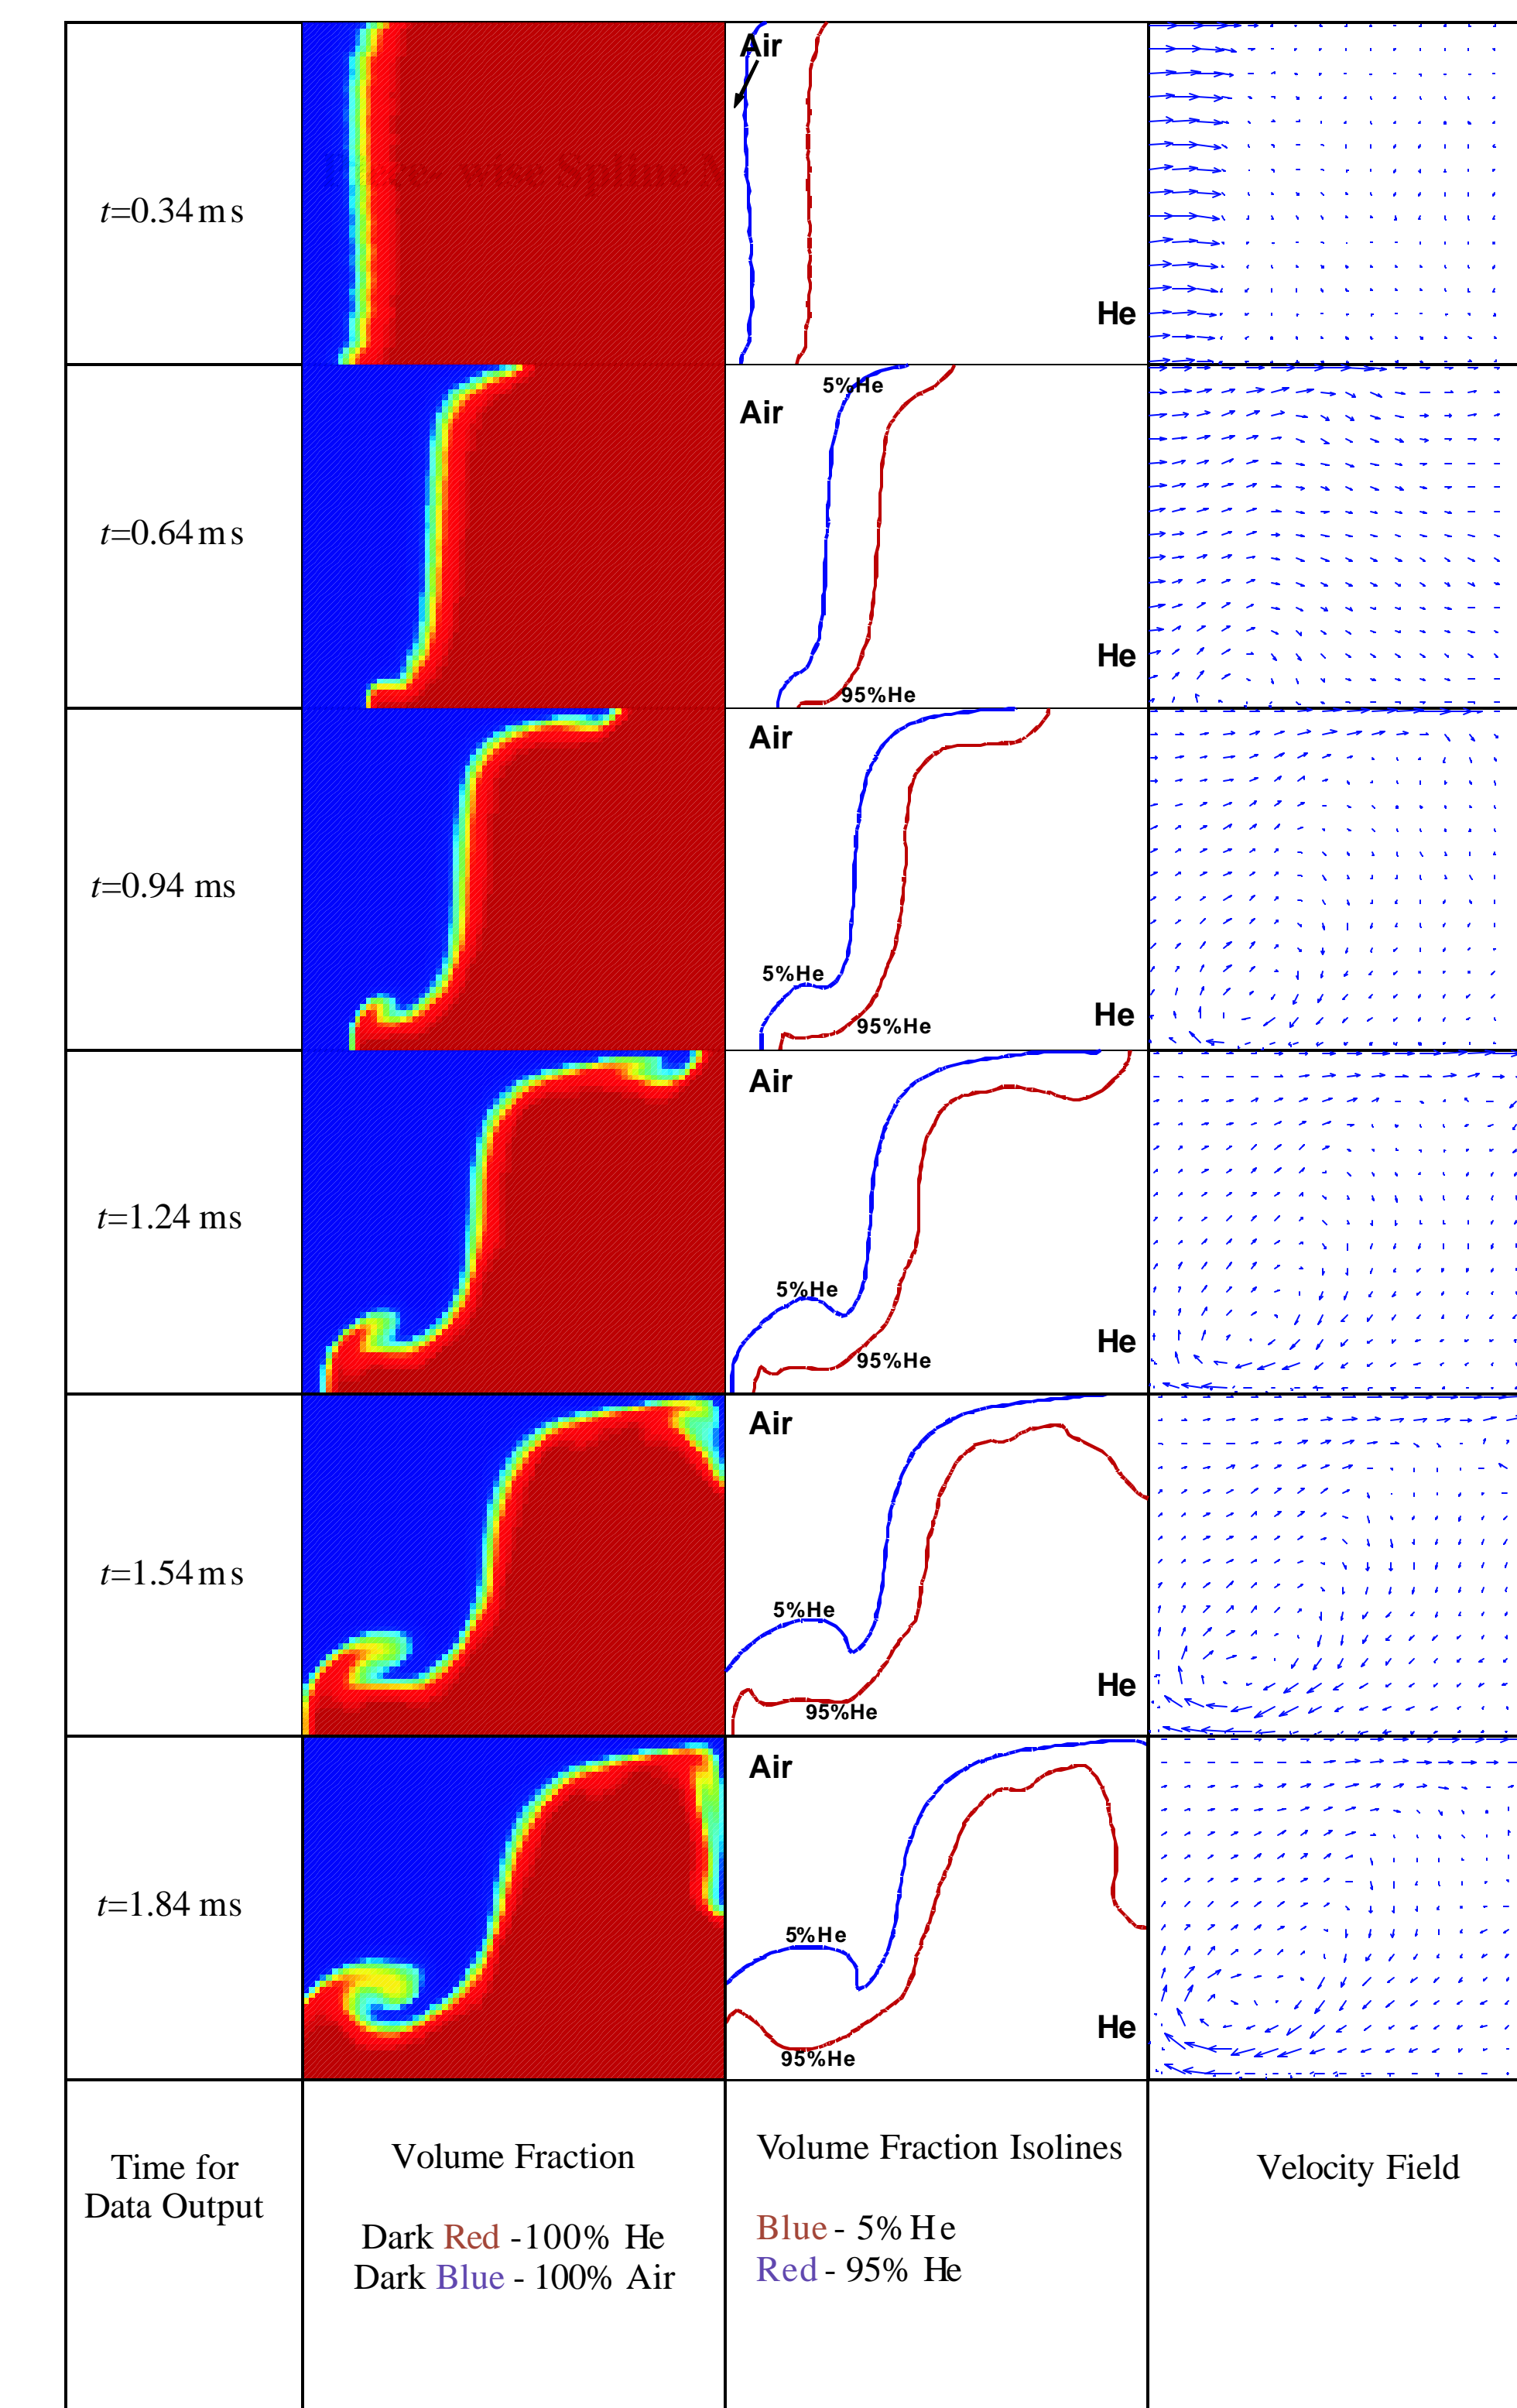 Air
Piece- wise Spline M
t=0.34 ms
He
5%He
Air
t=0.64 ms
He
95%He
Air
t=0.94 ms
5%He
He
95%He
Air
t=1.24 ms
5%He
He
95%He
Air
t=1.54 ms
5%He
He
95%He
Air
t=1.84 ms
5%He
He
95%He
Time for
Data Output
Volume Fraction
Dark Red -100% He
Dark Blue - 100% Air
Volume Fraction Isolines
Blue - 5% He
Red - 95% He
Velocity Field